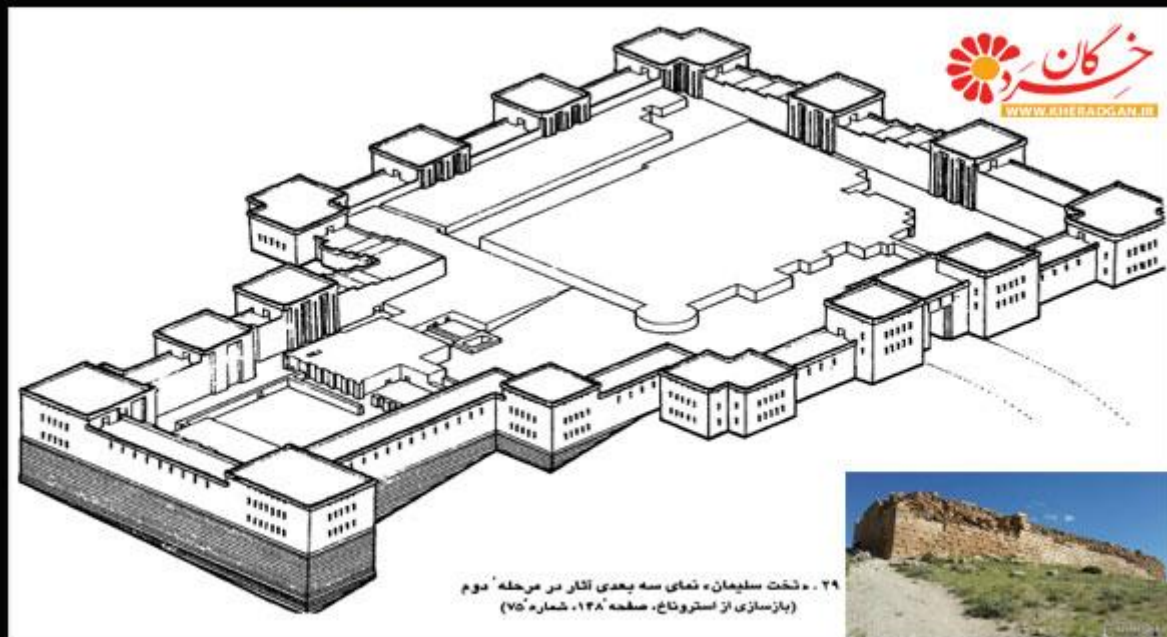 خردگان
WWW.KHERADGAN.IR
۲۹ . «تخت سلیمان» نمای سه بعدی آثار در مرحلهٔ دوم
(بازسازی از استروناخ، صفحهٔ ۱۴۸، شمارهٔ ۷۵)